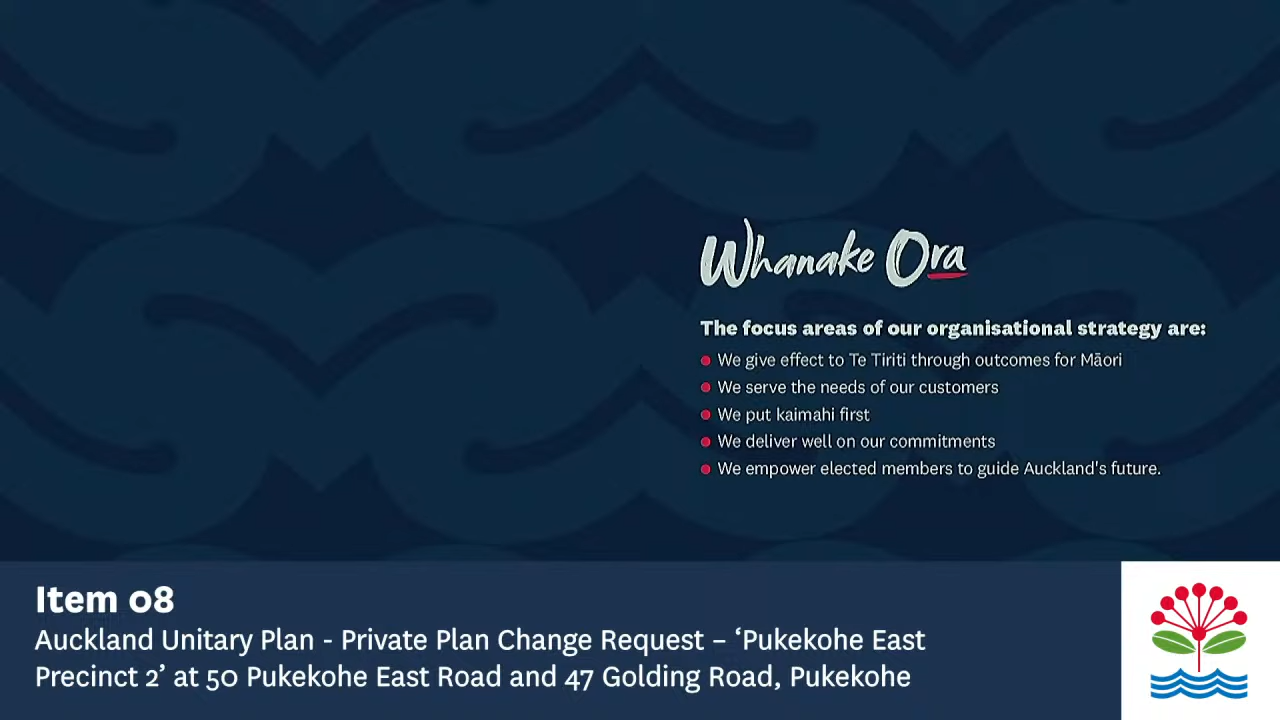 Whanake Ora
The focus areas of our organisational strategy are:
We give effect to Te Tiriti through outcomes for Māori
We serve the needs of our customers
We put kaimahi first
We deliver well on our commitments
We empower elected members to guide Auckland's future.
Item 08
Auckland Unitary Plan - Private Plan Change Request – ‘Pukekohe East
Precinct 2’ at 50 Pukekohe East Road and 47 Golding Road, Pukekohe